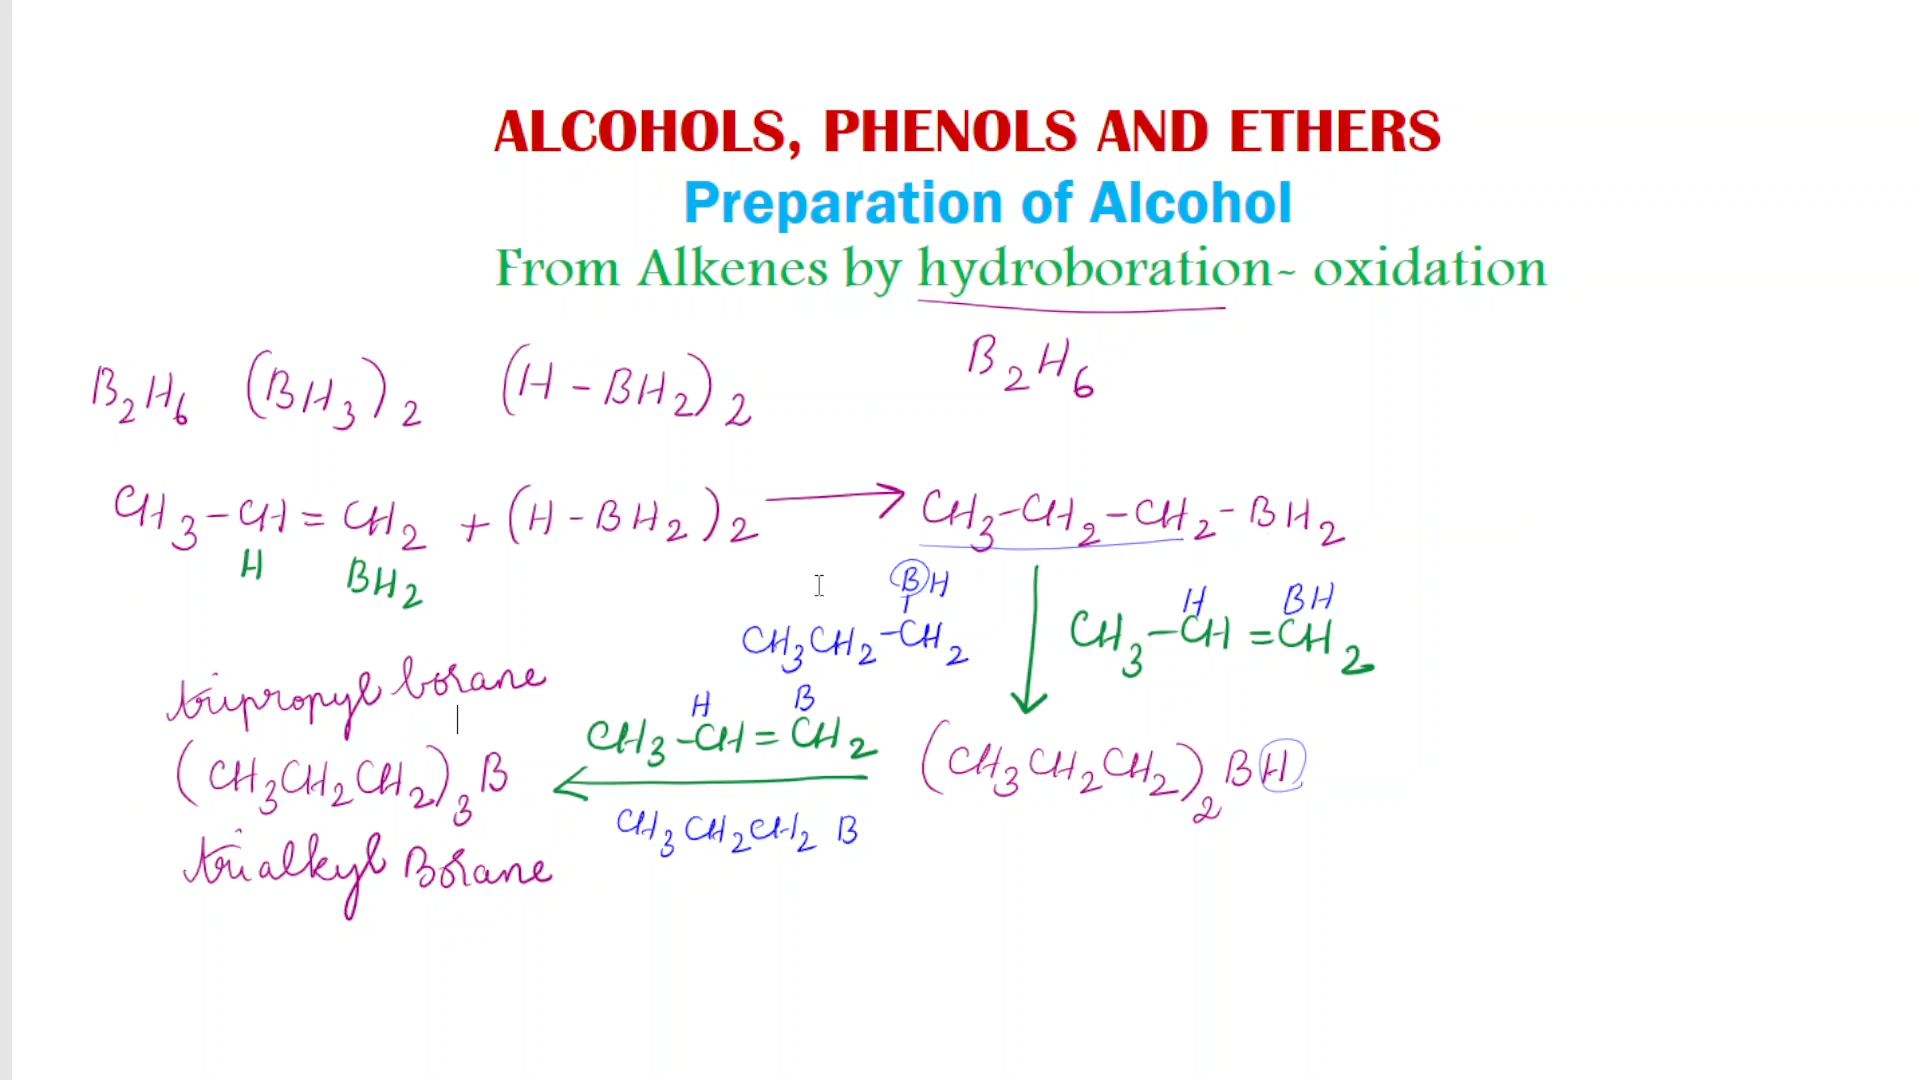 ALCOHOLS, PHENOLS AND ETHERS
Preparation of Alcohol
From Alkenes by hydroboration- oxidation
B2H6
B2H6 (BH3)2 (H-BH2)2
CH3-CH=CH2 + (H-BH2)2 → CH3-CH2-CH2-BH2
H BH2
BH
CH3CH2-CH2
H BH
CH3-CH=CH2
tripropyl borane
H B
CH3-CH=CH2
(CH3CH2CH2)3B ← (CH3CH2CH2)2BH
CH3CH2CH2 B
trialkyl Borane